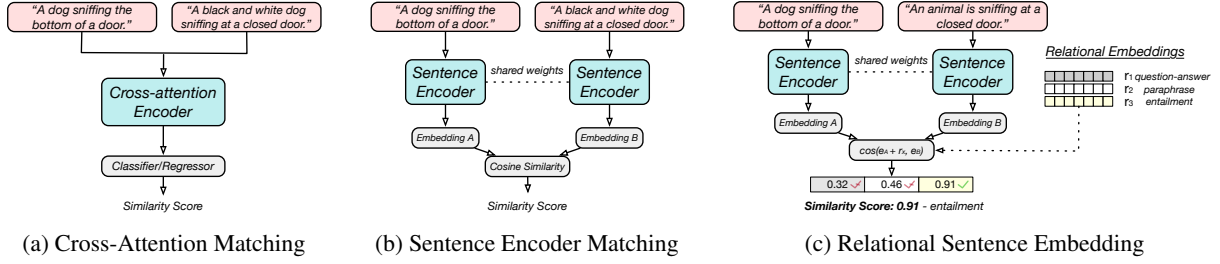 “A dog sniffing the
bottom of a door.”
“A black and white dog
sniffing at a closed door.”
Cross-attention
Encoder
Classifier/Regressor
Similarity Score
(a) Cross-Attention Matching
“A dog sniffing the
bottom of a door.”
“A black and white dog
sniffing at a closed door.”
Sentence
Encoder
shared weights
Sentence
Encoder
Embedding A
Embedding B
Cosine Similarity
Similarity Score
(b) Sentence Encoder Matching
“A dog sniffing the
bottom of a door.”
“An animal is sniffing at a
closed door.”
Sentence
Encoder
shared weights
Sentence
Encoder
Relational Embeddings
r1 question-answer
r2 paraphrase
r3 entailment
Embedding A
Embedding B
cos(eA + rx, eB)
0.32
0.46
0.91
Similarity Score: 0.91 - entailment
(c) Relational Sentence Embedding